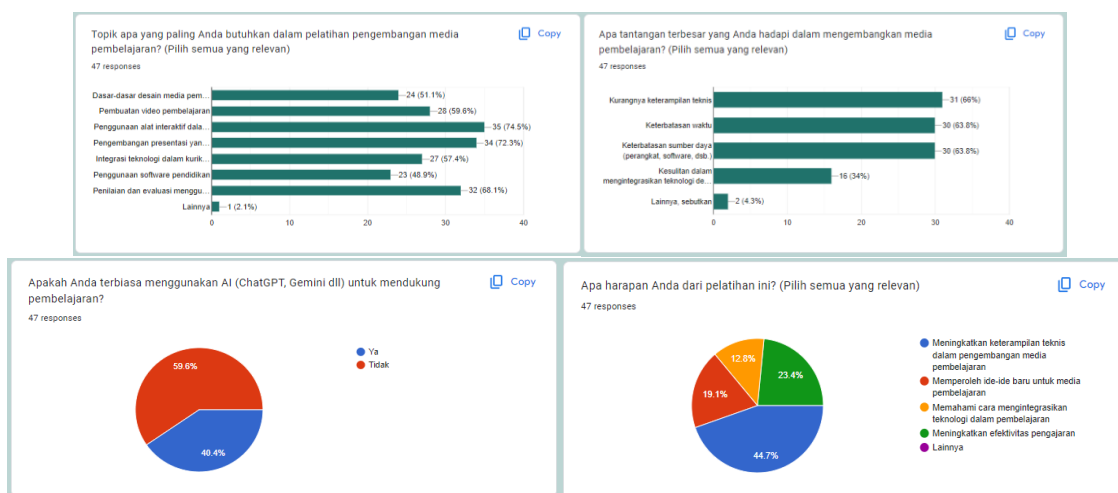 Topik apa yang paling Anda butuhkan dalam pelatihan pengembangan media
pembelajaran? (Pilih semua yang relevan)
Copy
47 responses
Dasar-dasar desain media pem...
24 (51.1%)
Pembuatan video pembelajaran
28 (59.6%)
Penggunaan alat interaktif dala...
35 (74.5%)
Pengembangan presentasi yan...
34 (72.3%)
Integrasi teknologi dalam kurik...
27 (57.4%)
Penggunaan software pendidikan
23 (48.9%)
Penilaian dan evaluasi menggu...
32 (68.1%)
Lainnya
1 (2.1%)
0 10 20 30 40
Apa tantangan terbesar yang Anda hadapi dalam mengembangkan media
pembelajaran? (Pilih semua yang relevan)
Copy
47 responses
Kurangnya keterampilan teknis
31 (66%)
Keterbatasan waktu
30 (63.8%)
Keterbatasan sumber daya
(perangkat, software, dsb.)
30 (63.8%)
Kesulitan dalam
mengintegrasikan teknologi de...
16 (34%)
Lainnya, sebutkan
2 (4.3%)
0 10 20 30 40
Apakah Anda terbiasa menggunakan AI (ChatGPT, Gemini dll) untuk mendukung
pembelajaran?
Copy
47 responses
59.6%
40.4%
Ya
Tidak
Apa harapan Anda dari pelatihan ini? (Pilih semua yang relevan)
Copy
47 responses
12.8%
23.4%
19.1%
44.7%
Meningkatkan keterampilan teknis
dalam pengembangan media
pembelajaran
Memperoleh ide-ide baru untuk media
pembelajaran
Memahami cara mengintegrasikan
teknologi dalam pembelajaran
Meningkatkan efektivitas pengajaran
Lainnya